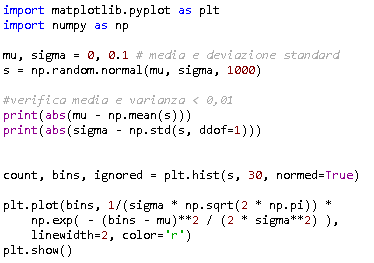 import matplotlib.pyplot as plt
import numpy as np
mu, sigma = 0, 0.1 # media e deviazione standard
s = np.random.normal(mu, sigma, 1000)
#verifica media e varianza < 0,01
print(abs(mu - np.mean(s)))
print(abs(sigma - np.std(s, ddof=1)))
count, bins, ignored = plt.hist(s, 30, normed=True)
plt.plot(bins, 1/(sigma * np.sqrt(2 * np.pi)) *
    np.exp( - (bins - mu)**2 / (2 * sigma**2) ),
    linewidth=2, color='r')
plt.show()